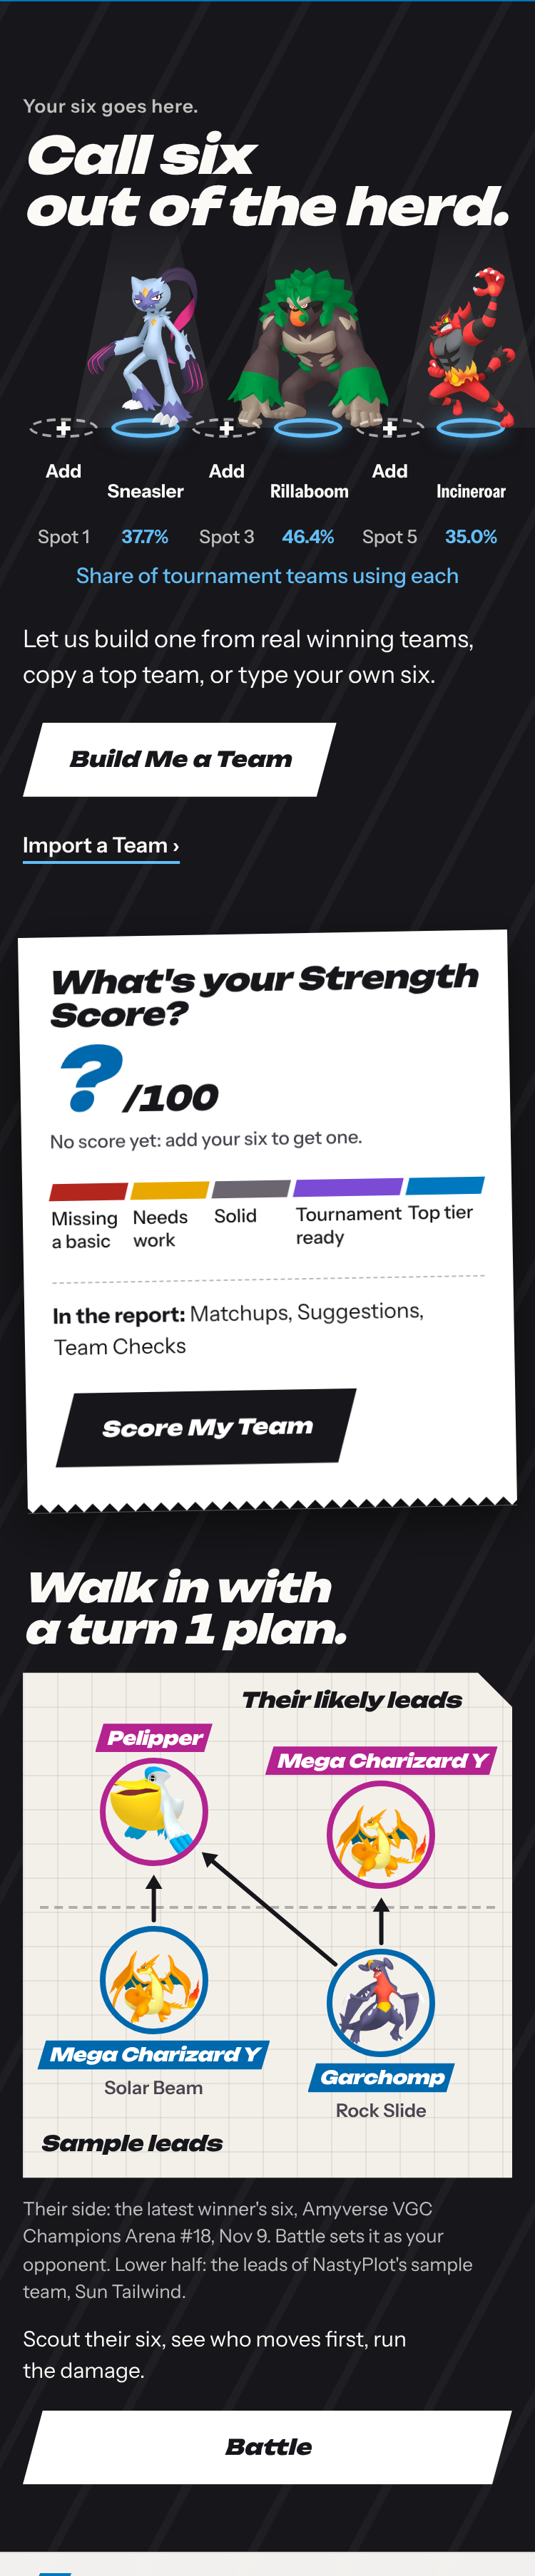 Your six goes here.
Call six
out of the herd.
Add
Sneasler
Add
Rillaboom
Add
Incineroar
Spot 1
37.7%
Spot 3
46.4%
Spot 5
35.0%
Share of tournament teams using each
Let us build one from real winning teams,
copy a top team, or type your own six.
Build Me a Team
Import a Team ›
What's your Strength
Score?
?/100
No score yet: add your six to get one.
Missing
a basic
Needs
work
Solid
Tournament
ready
Top tier
In the report: Matchups, Suggestions,
Team Checks
Score My Team
Walk in with
a turn 1 plan.
Their likely leads
Pelipper
Mega Charizard Y
Mega Charizard Y
Solar Beam
Garchomp
Rock Slide
Sample leads
Their side: the latest winner's six, Amyverse VGC
Champions Arena #18, Nov 9. Battle sets it as your
opponent. Lower half: the leads of NastyPlot's sample
team, Sun Tailwind.
Scout their six, see who moves first, run
the damage.
Battle